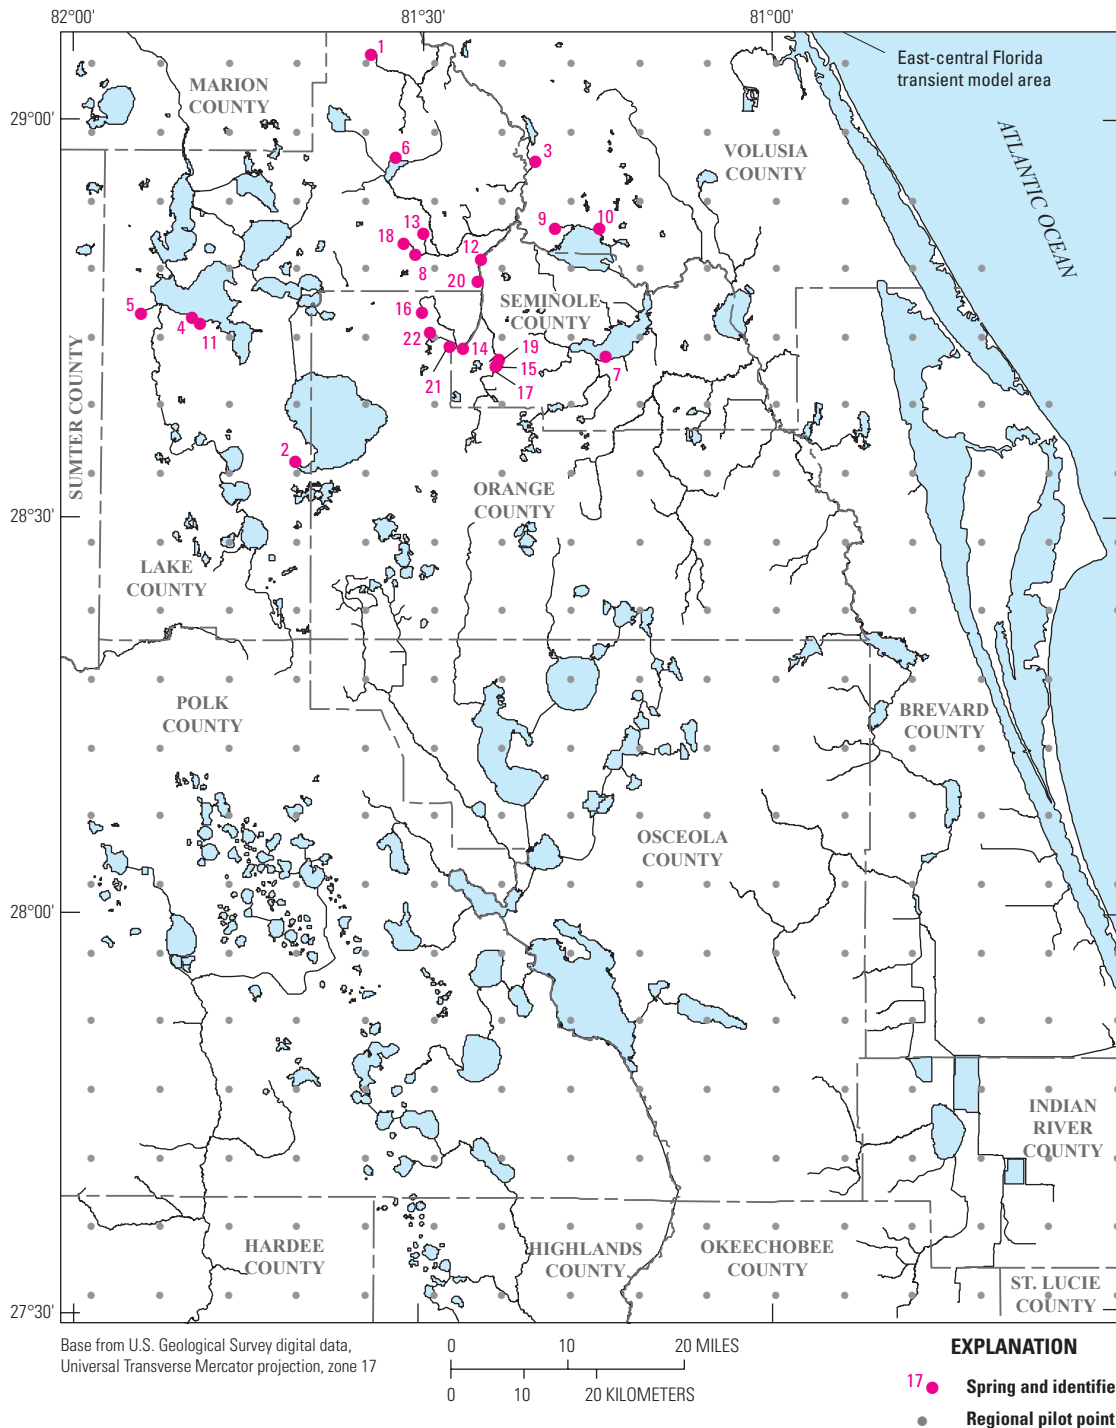 82°00'
81°30'
81°00'
1
East-central Florida
transient model area
MARION
COUNTY
29°00'
ATLANTIC OCEAN
VOLUSIA
COUNTY
6
3
9
10
13
18
12
8
20
SEMINOLE
COUNTY
16
5
4
11
22
14
19
15
7
21
17
SUMTER COUNTY
2
ORANGE
COUNTY
28°30'
LAKE
COUNTY
POLK
COUNTY
BREVARD
COUNTY
OSCEOLA
COUNTY
28°00'
INDIAN
RIVER
COUNTY
HARDEE
COUNTY
HIGHLANDS
COUNTY
OKEECHOBEE
COUNTY
ST. LUCIE
COUNTY
27°30'
Base from U.S. Geological Survey digital data,
Universal Transverse Mercator projection, zone 17
0 10 20 MILES
0 10 20 KILOMETERS
EXPLANATION
17 Spring and identifie
Regional pilot point